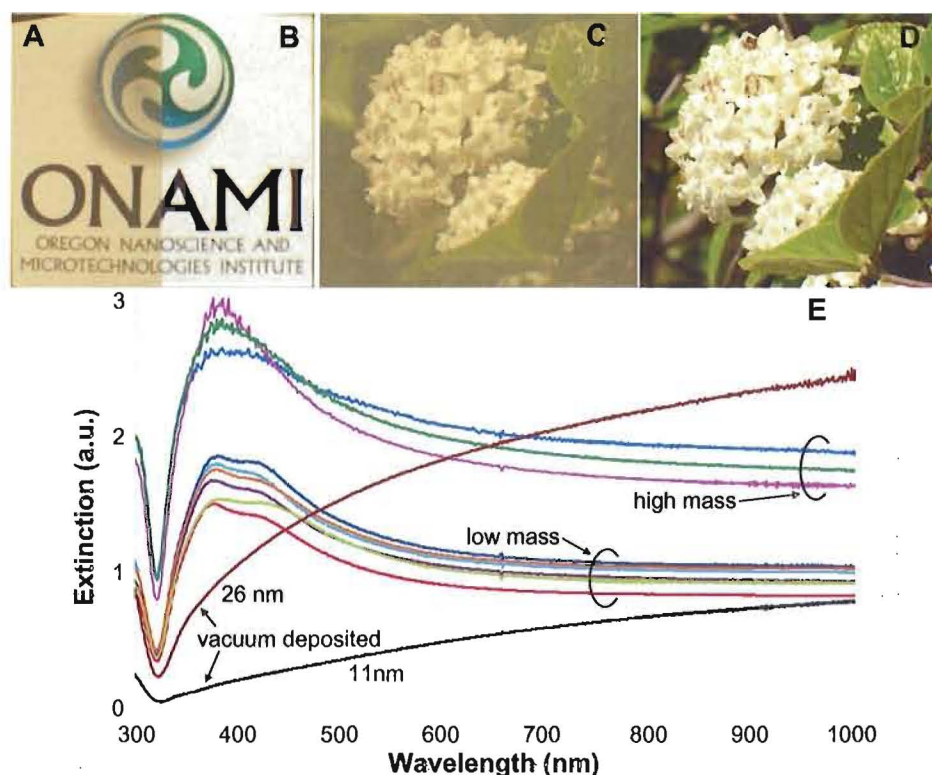 A
B
C
D
ONAMI
OREGON NANOSCIENCE AND
MICROTECHNOLOGIES INSTITUTE
E
3
2
1
0
Extinction (a.u.)
high mass
low mass
26 nm
vacuum deposited
11nm
300 400 500 600 700 800 900 1000
Wavelength (nm)